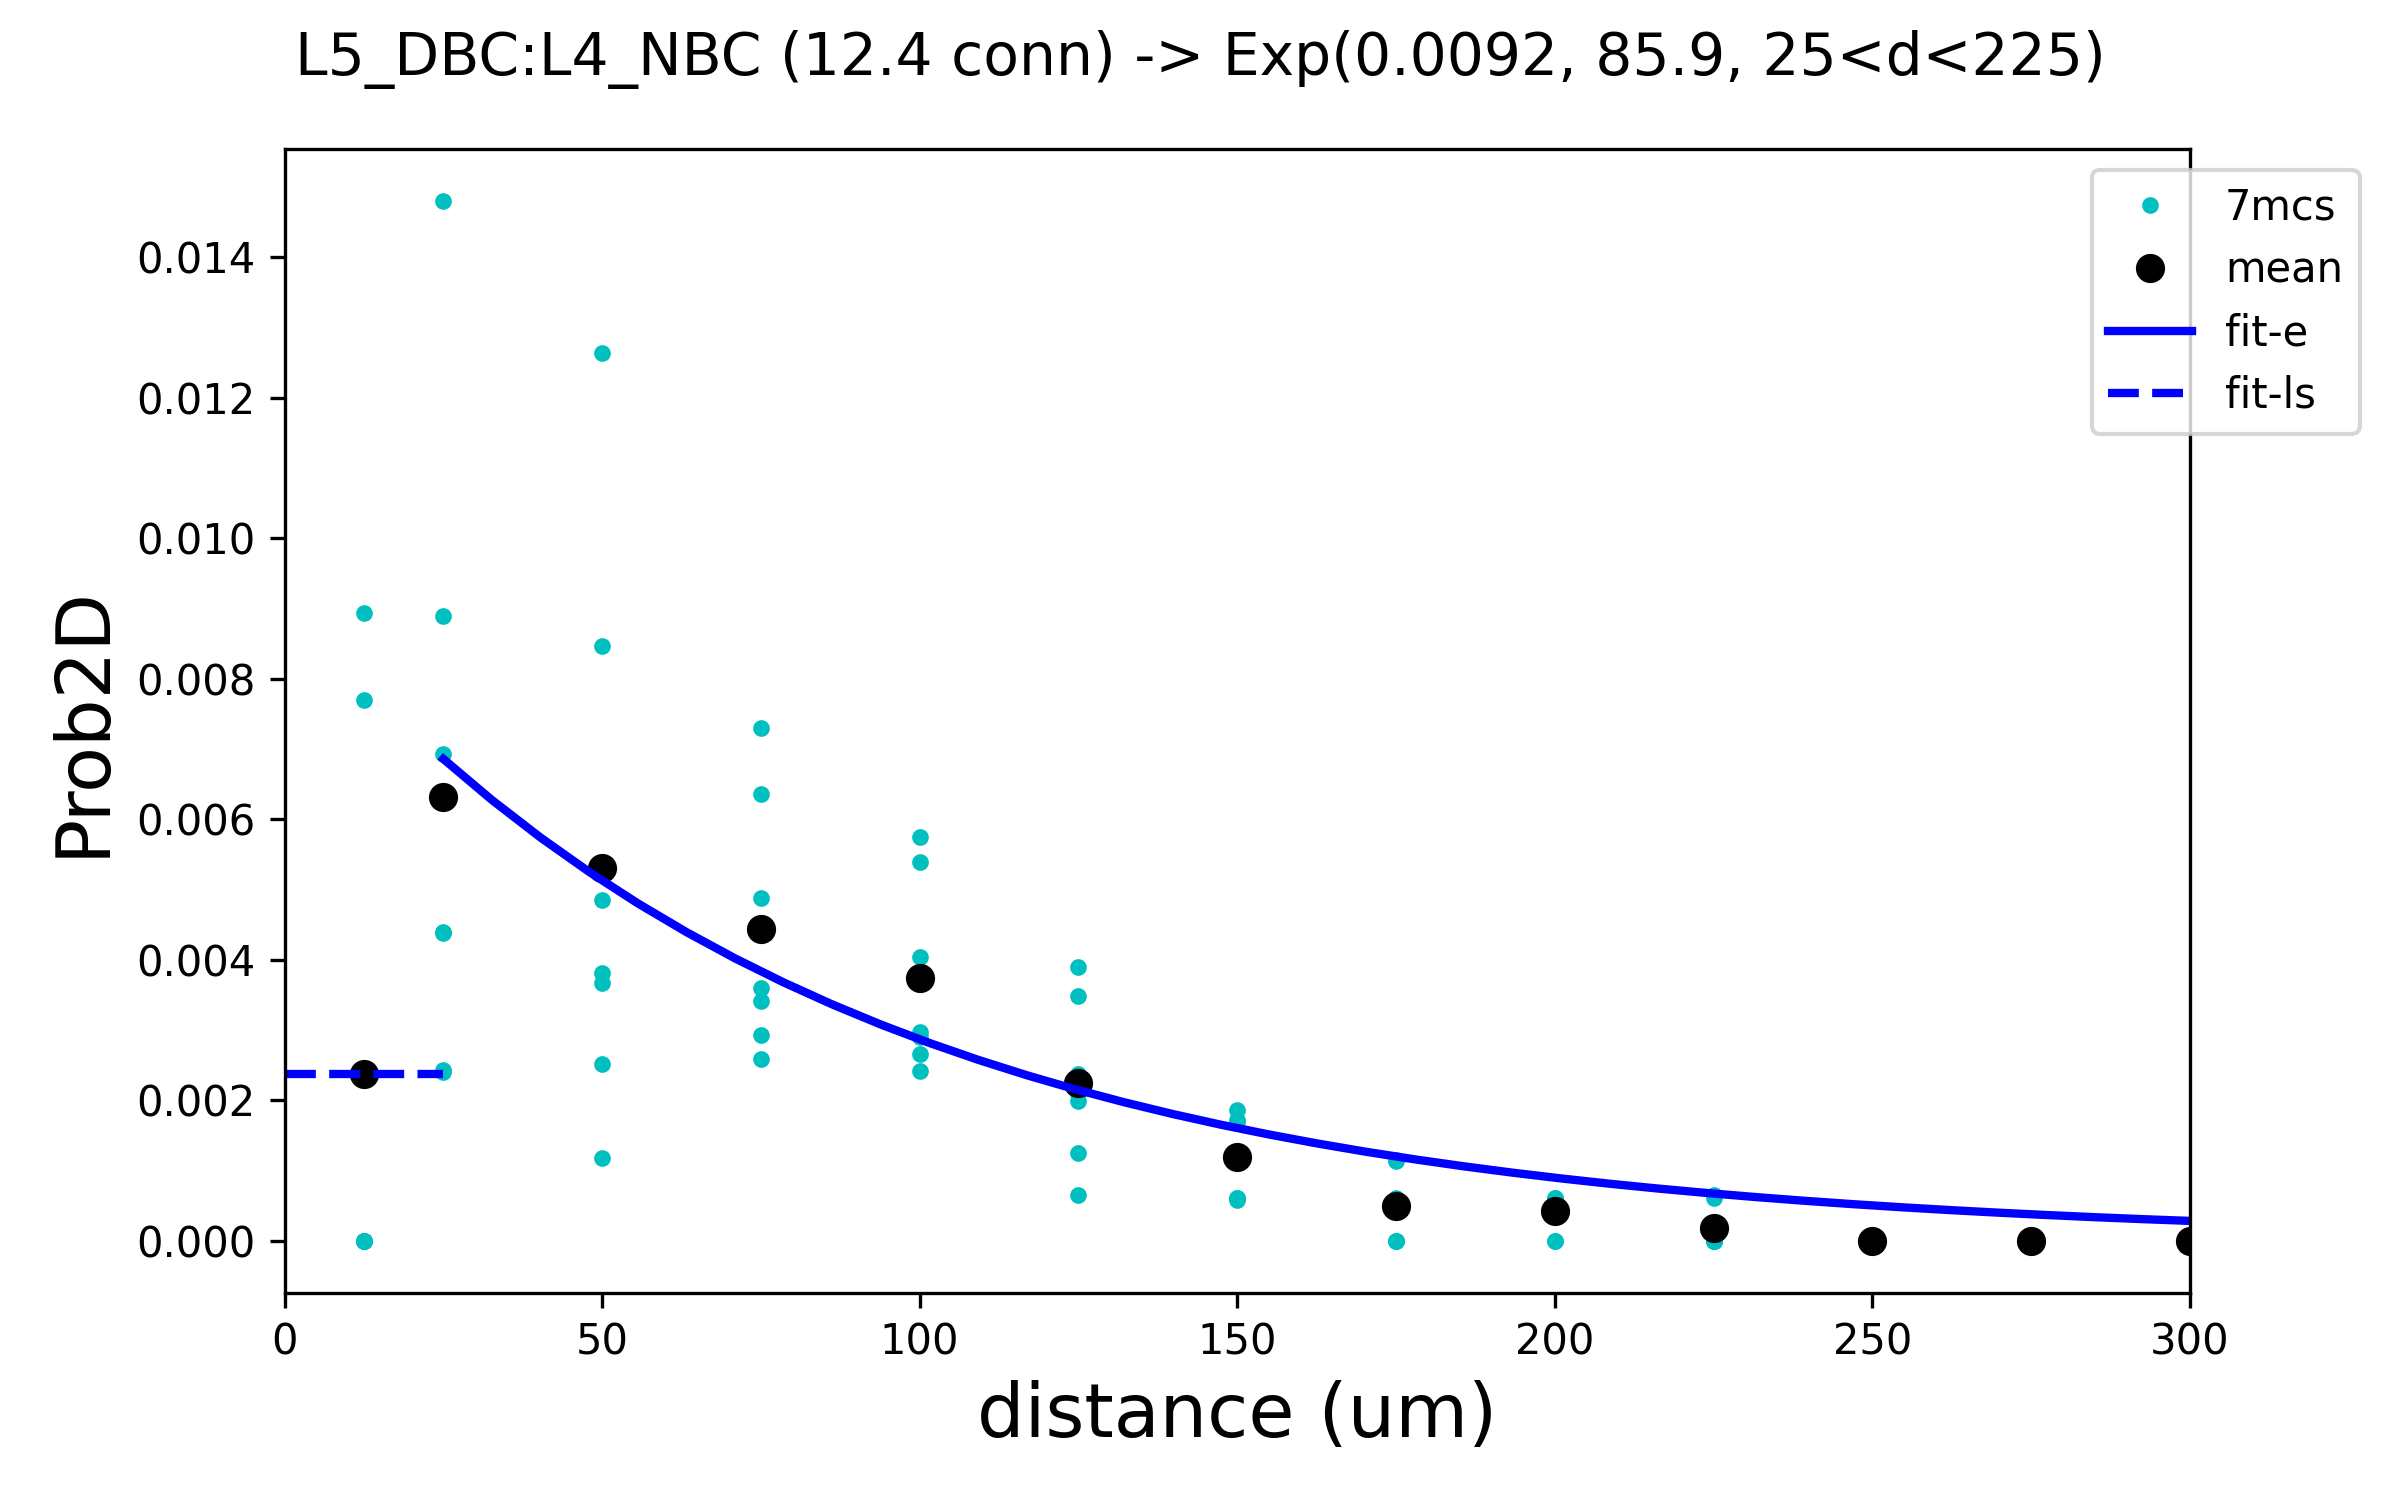 L5_DBC:L4_NBC (12.4 conn) -> Exp(0.0092, 85.9, 25<d<225)
7mcs
mean
fit-e
fit-ls
0.014
0.012
0.010
0.008
0.006
0.004
0.002
0.000
Prob2D
0 50 100 150 200 250 300
distance (um)